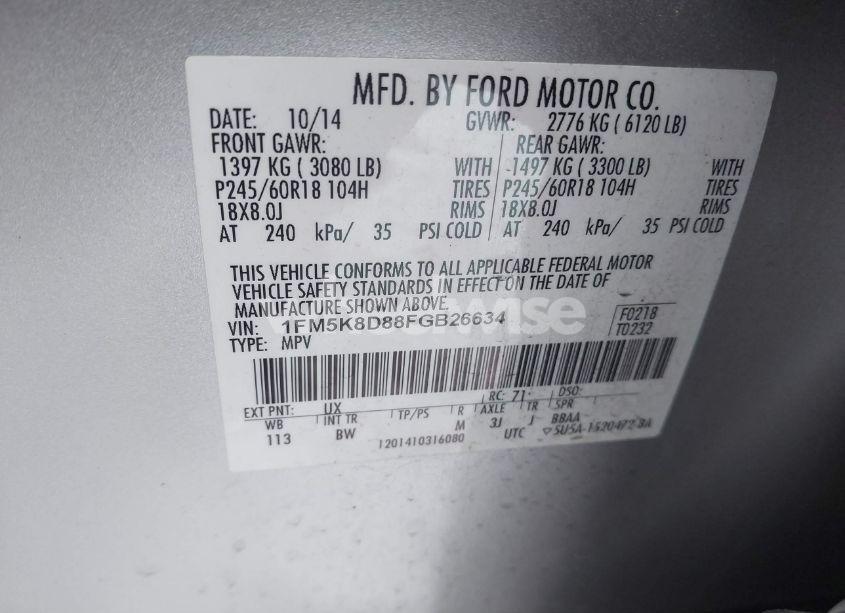 MFD. BY FORD MOTOR CO.
DATE: 10/14 GVWR: 2776 KG ( 6120 LB)
FRONT GAWR: REAR GAWR:
1397 KG ( 3080 LB) WITH 1497 KG ( 3300 LB) WITH
P245/60R18 104H TIRES P245/60R18 104H TIRES
18X8.0J RIMS 18X8.0J RIMS
AT 240 kPa/ 35 PSI COLD AT 240 kPa/ 35 PSI COLD
THIS VEHICLE CONFORMS TO ALL APPLICABLE FEDERAL MOTOR
VEHICLE SAFETY STANDARDS IN EFFECT ON THE DATE OF
MANUFACTURE SHOWN ABOVE.
VIN: 1FM5K8D88FGB26634 F0218
TYPE: MPV T0232
EXT PNT: UX RC: 71 DSO:
WB INT TR TP/PS R AXLE TR SPR
113 BW M 3J J BBAA
1201410316080 UTC